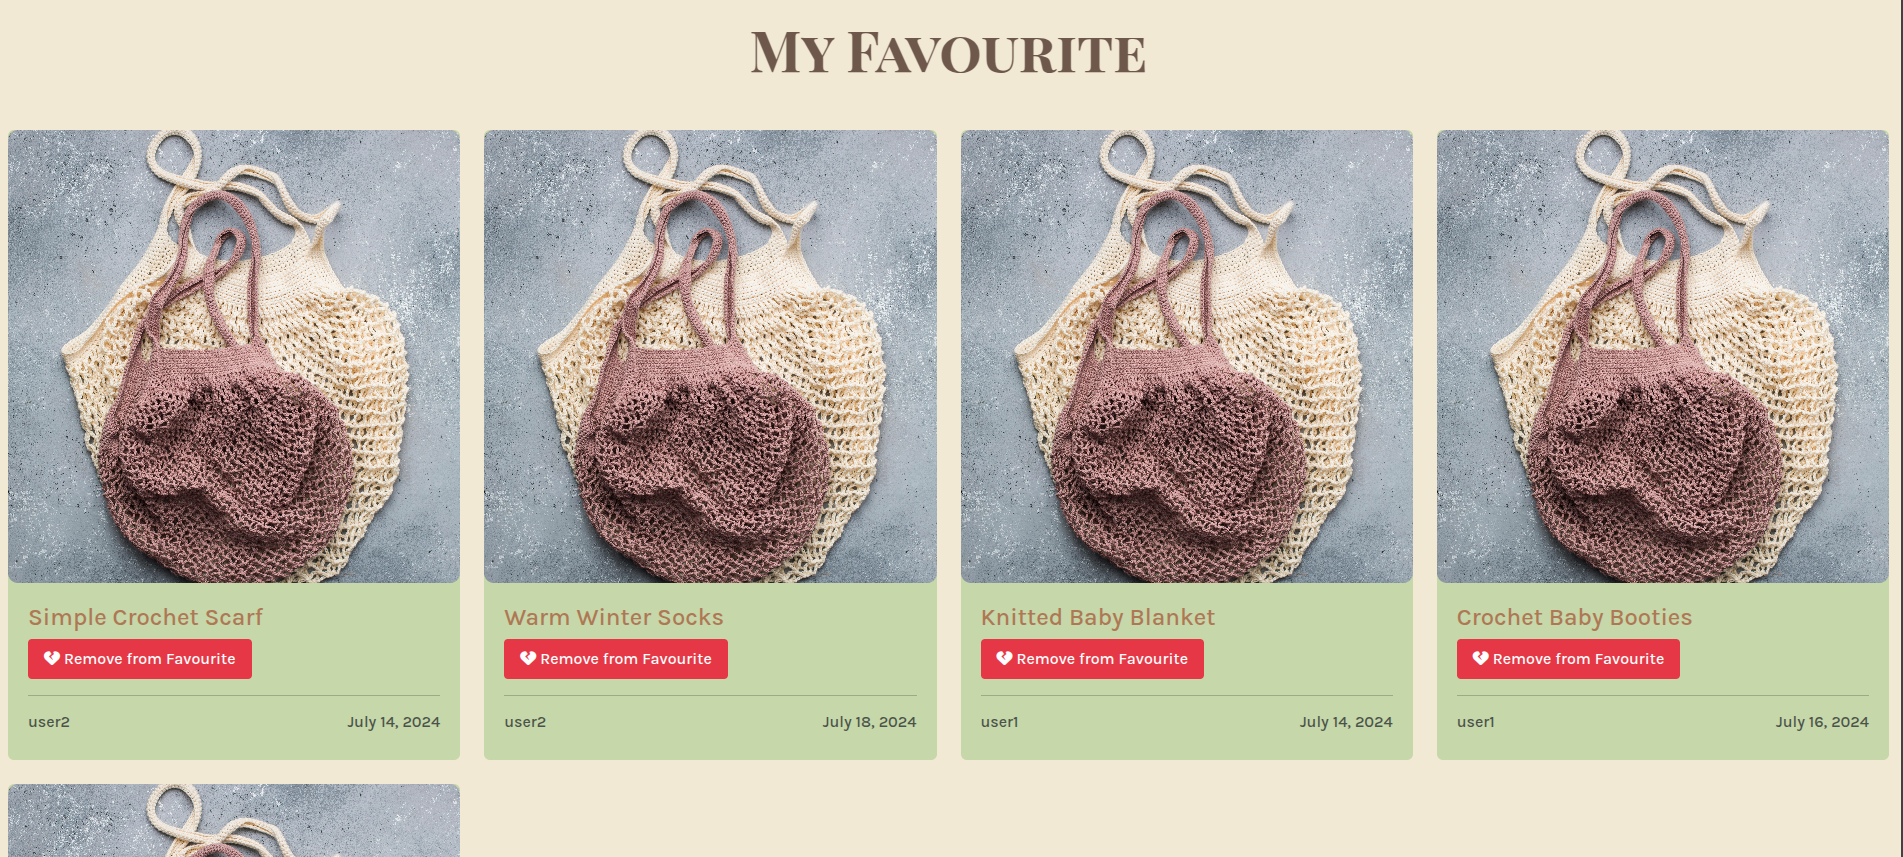 My Favourite
Simple Crochet Scarf
Remove from Favourite
user2 July 14, 2024
Warm Winter Socks
Remove from Favourite
user2 July 18, 2024
Knitted Baby Blanket
Remove from Favourite
user1 July 14, 2024
Crochet Baby Booties
Remove from Favourite
user1 July 16, 2024